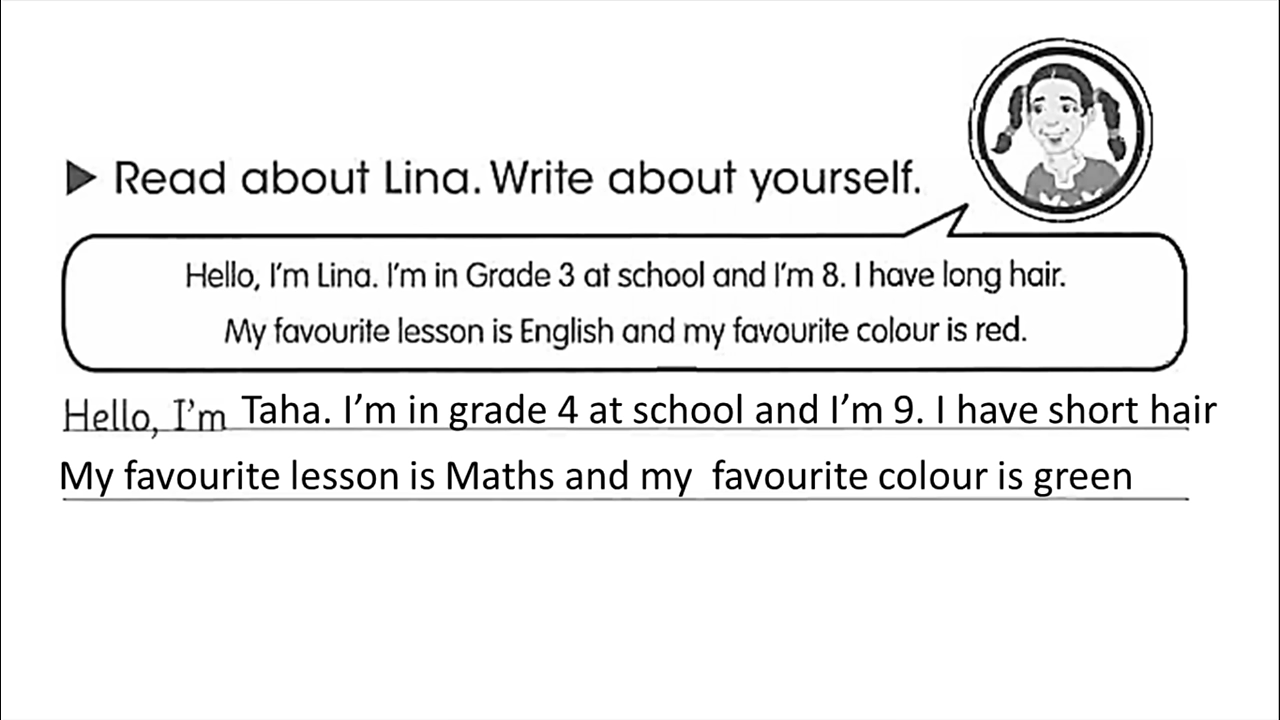 Read about Lina. Write about yourself.
Hello, I'm Lina. I'm in Grade 3 at school and I'm 8. I have long hair.
My favourite lesson is English and my favourite colour is red.
Hello, I'm Taha. I'm in grade 4 at school and I'm 9. I have short hair
My favourite lesson is Maths and my  favourite colour is green